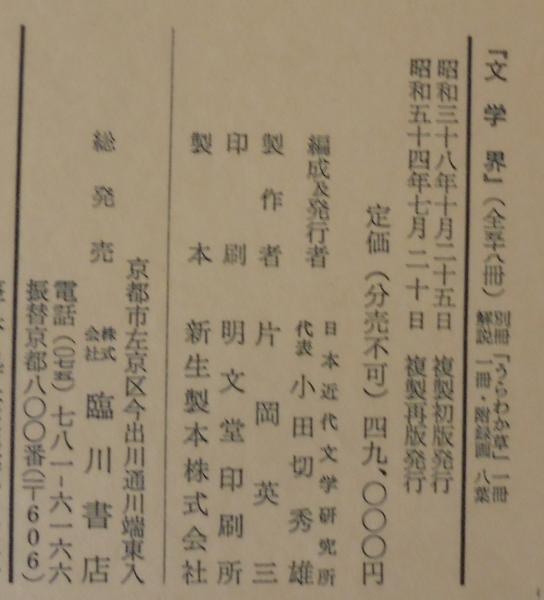 『文学界』（全五十八冊）別冊「うらわか草」一冊
解説一冊・附録画八葉
昭和三十八年十月二十五日 複製初版発行
昭和五十四年七月二十日 複製再版発行
定価（分売不可）四九、〇〇〇円
編成及発行者 日本近代文学研究所
代表 小田切秀雄
製作者 片岡英三
印刷 明文堂印刷所
製本 新生製本株式会社
京都市左京区今出川通川端東入
総発売 株式会社 臨川書店
電話（〇七五）七八一－六一六六
振替京都八〇〇番（〒606）